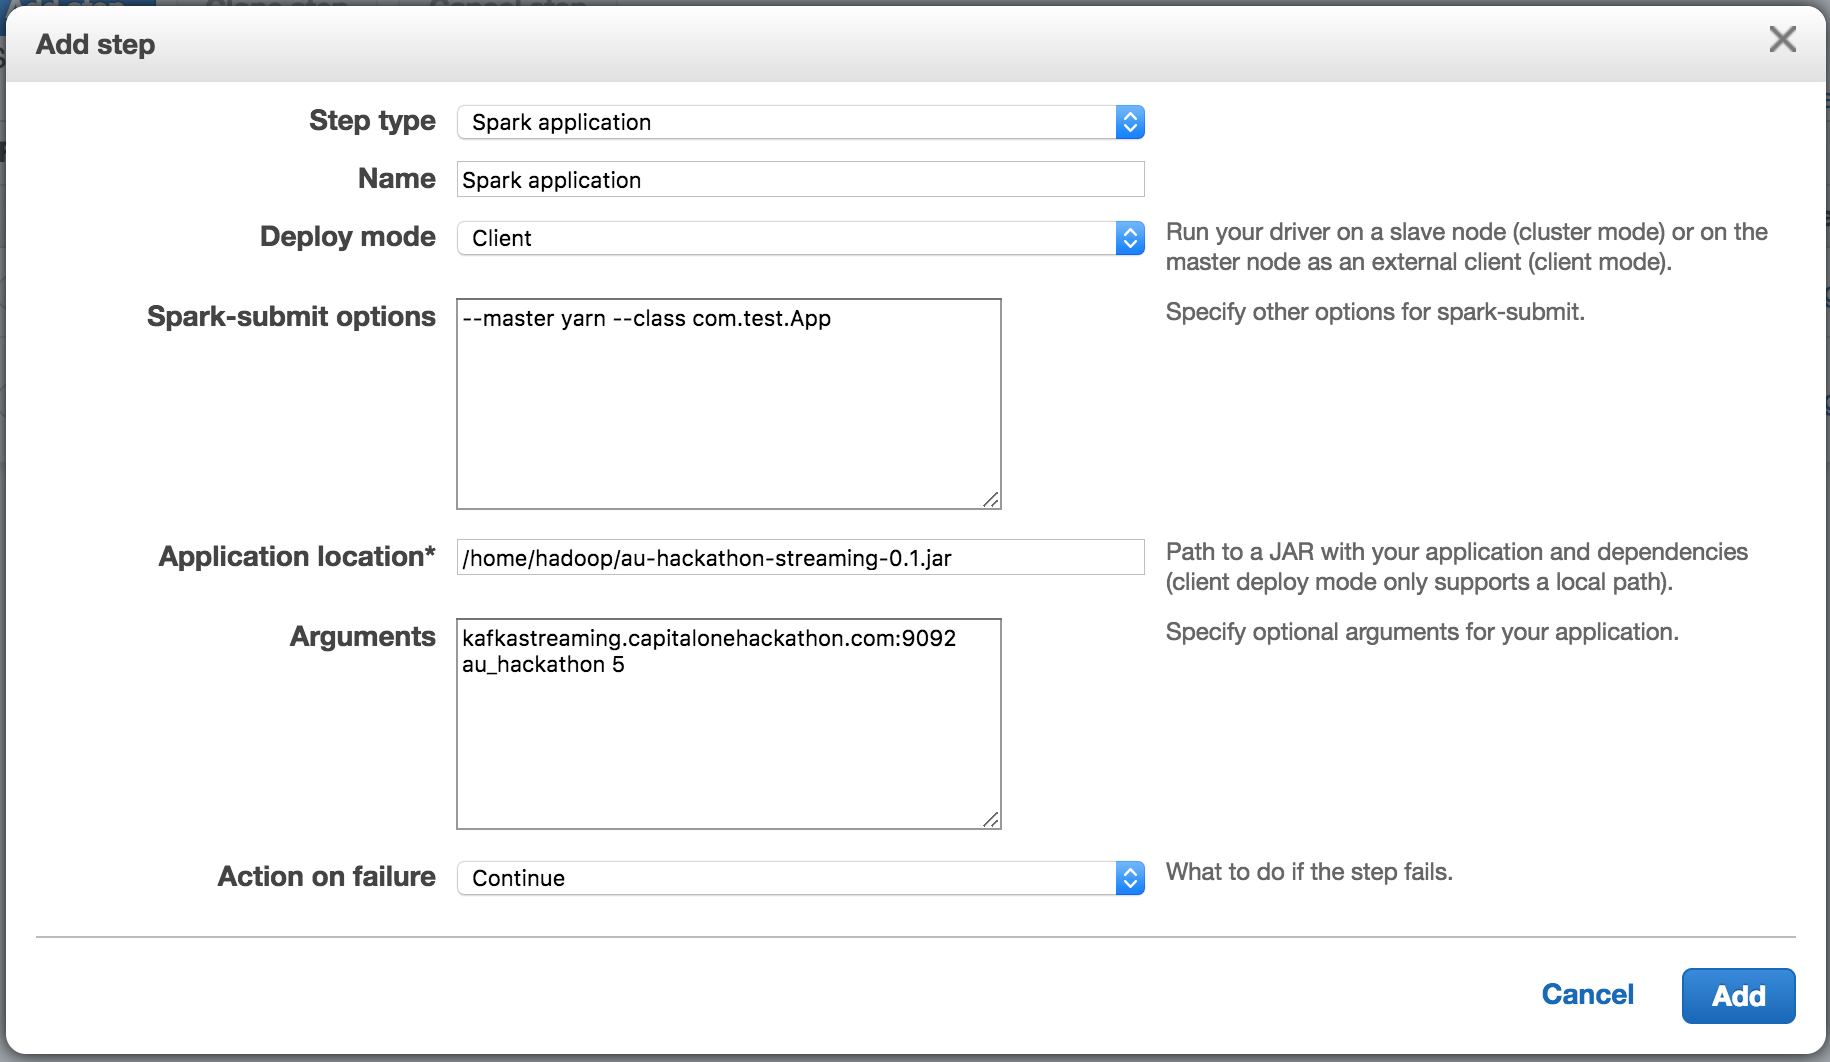 Add step
Step type
Spark application
Name
Spark application
Deploy mode
Client
Run your driver on a slave node (cluster mode) or on the
master node as an external client (client mode).
Spark-submit options
--master yarn --class com.test.App
Specify other options for spark-submit.
Application location*
/home/hadoop/au-hackathon-streaming-0.1.jar
Path to a JAR with your application and dependencies
(client deploy mode only supports a local path).
Arguments
kafkastreaming.capitalonehackathon.com:9092
au_hackathon 5
Specify optional arguments for your application.
Action on failure
Continue
What to do if the step fails.
Cancel
Add